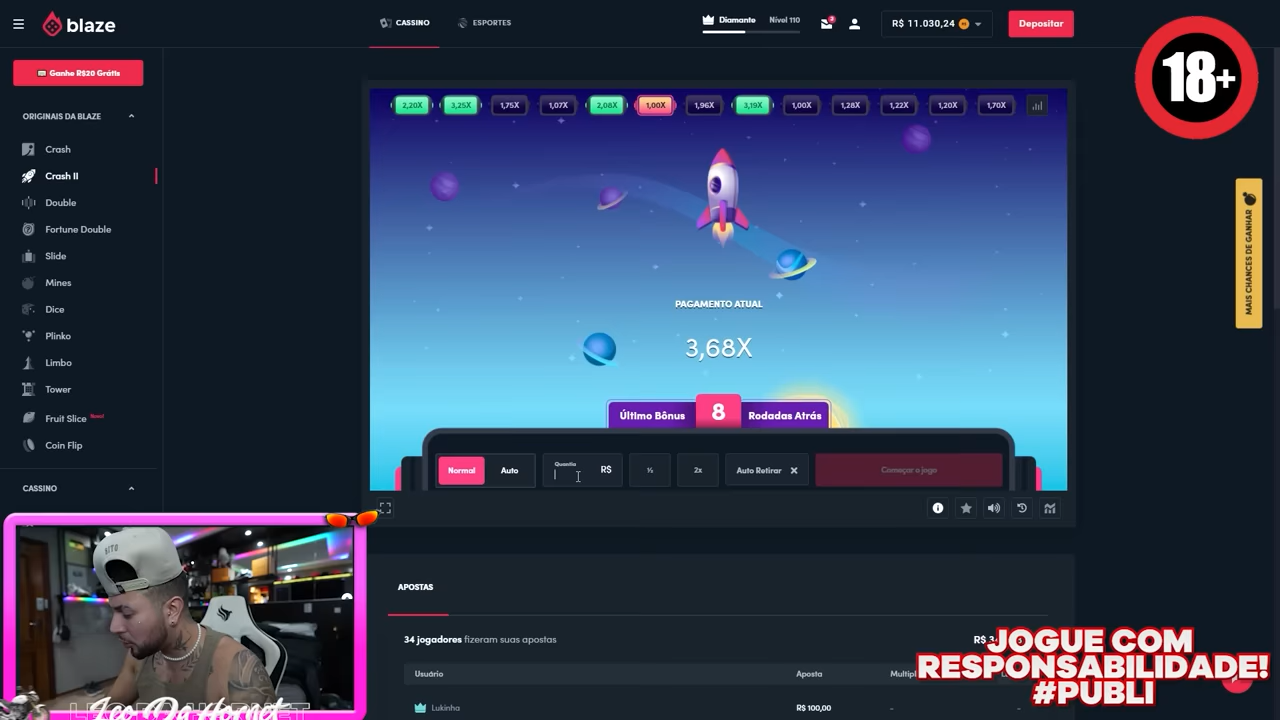 blaze
CASSINO
ESPORTES
Diamante Nível 110
R$ 11.030,24
Depositar
18+
Ganhe R$20 Grátis
ORIGINAIS DA BLAZE
Crash
Crash II
Double
Fortune Double
Slide
Mines
Dice
Plinko
Limbo
Tower
Fruit Slice Novo!
Coin Flip
CASSINO
2,20X 3,25X 1,75X 1,07X 2,08X 1,00X 1,96X 3,19X 1,00X 1,28X 1,22X 1,20X 1,70X
PAGAMENTO ATUAL
3,68X
Último Bônus 8 Rodadas Atrás
Normal Auto Quantia R$ ½ 2x Auto Retirar Começar o jogo
MAIS CHANCES DE GANHAR
APOSTAS
34 jogadores fizeram suas apostas
R$
Usuário Aposta
Lukinha R$ 100,00 - -
JOGUE COM
RESPONSABILIDADE!
#PUBLI
Leo Da Hornet